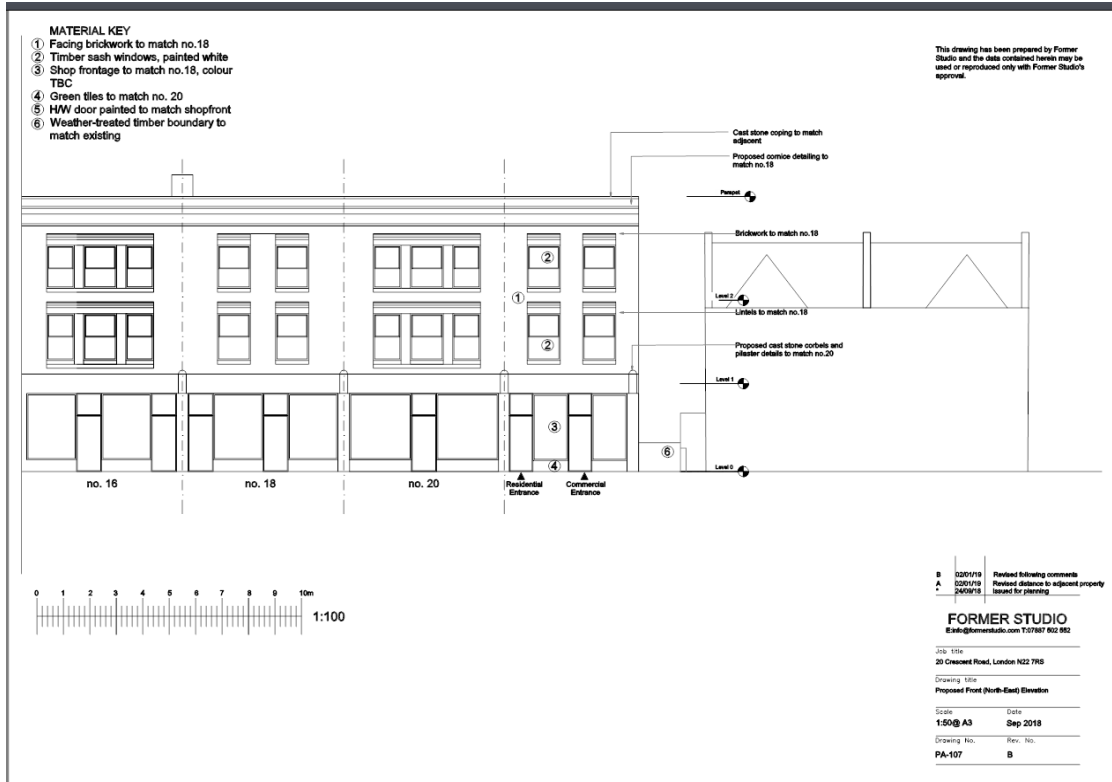 MATERIAL KEY
1 Facing brickwork to match no.18
2 Timber sash windows, painted white
3 Shop frontage to match no.18, colour
TBC
4 Green tiles to match no. 20
5 H/W door painted to match shopfront
6 Weather-treated timber boundary to
match existing
This drawing has been prepared by Former
Studio and the data contained herein may be
used or reproduced only with Former Studio's
approval.
Cast stone coping to match
adjacent
Proposed cornice detailing to
match no.18
Parapet
Brickwork to match no.18
2
1
Level 2
Lintels to match no.18
2
Proposed cast stone corbels and
pilaster details to match no.20
Level 1
3
6
4
Level 0
no. 16
no. 18
no. 20
Residential
Entrance
Commercial
Entrance
0 1 2 3 4 5 6 7 8 9 10m
1:100
B 02/01/19 Revised following comments
A 02/01/19 Revised distance to adjacent property
* 24/09/18 Issued for planning
FORMER STUDIO
E:info@formerstudio.com T:07887 602 562
Job title
20 Crescent Road, London N22 7RS
Drawing title
Proposed Front (North-East) Elevation
Scale Date
1:50@ A3 Sep 2018
Drawing No. Rev. No.
PA-107 B